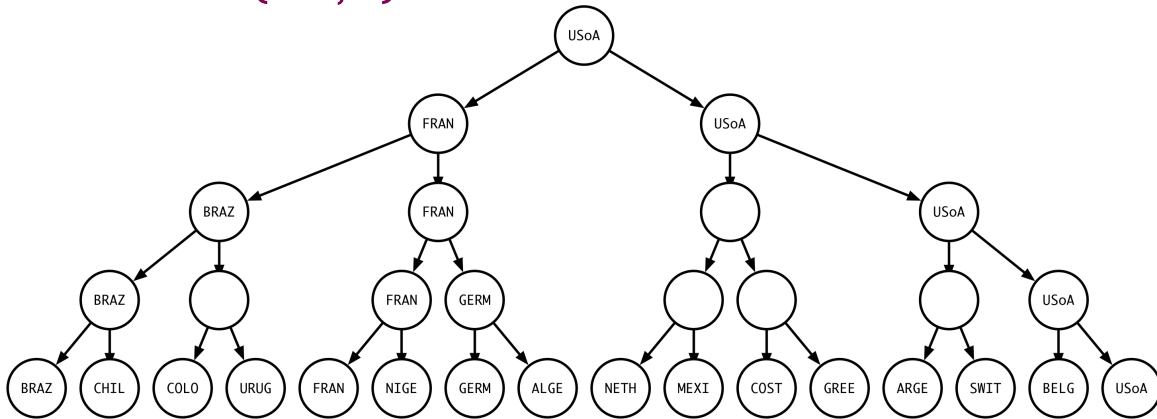 USoA
FRAN USoA
BRAZ FRAN USoA
BRAZ FRAN GERM USoA
BRAZ CHIL COLO URUG FRAN NIGE GERM ALGE NETH MEXI COST GREE ARGE SWIT BELG USoA